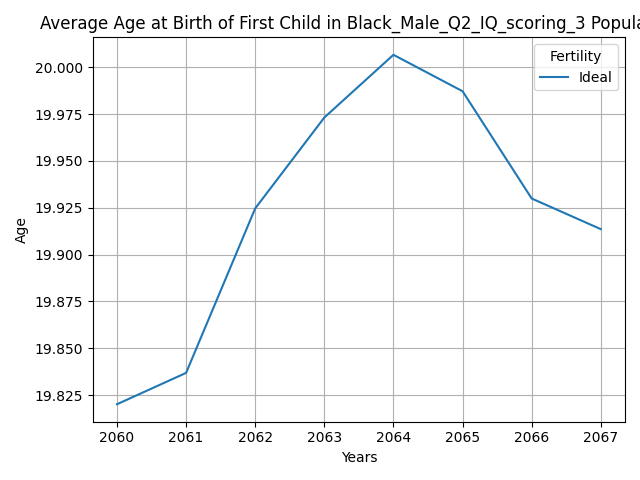 Average Age at Birth of First Child in Black_Male_Q2_IQ_scoring_3 Popula
Fertility
Ideal
20.000
19.975
19.950
19.925
19.900
19.875
19.850
19.825
Age
2060 2061 2062 2063 2064 2065 2066 2067
Years